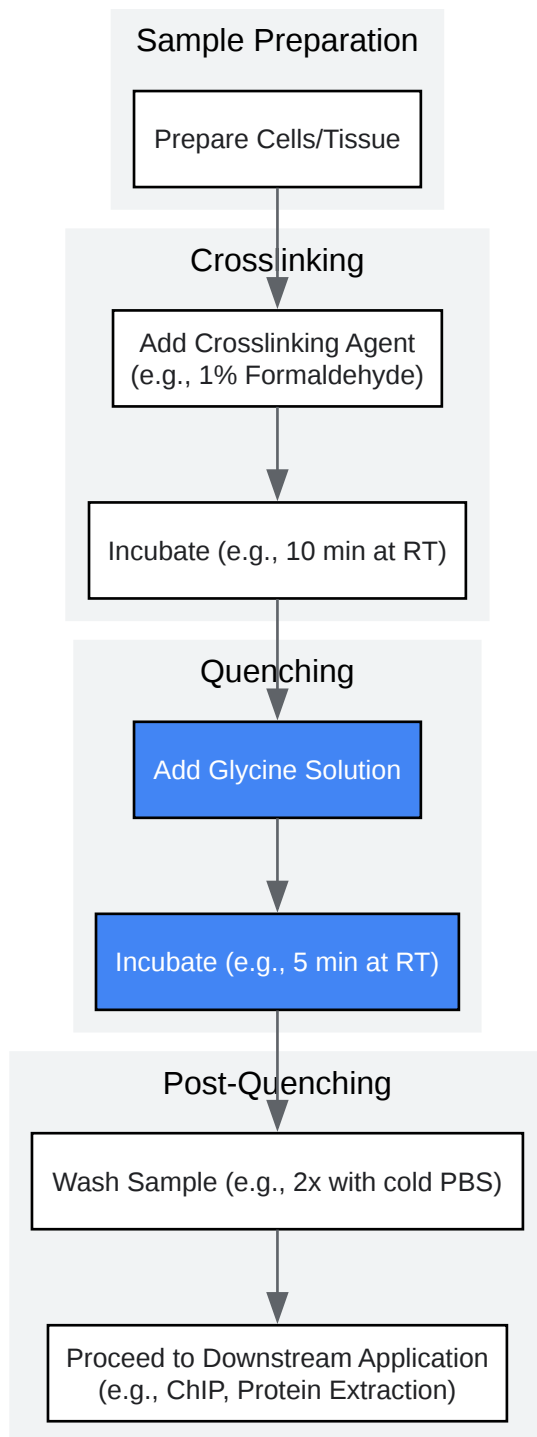 Sample Preparation
Prepare Cells/Tissue
Crosslinking
Add Crosslinking Agent
(e.g., 1% Formaldehyde)
Incubate (e.g., 10 min at RT)
Quenching
Add Glycine Solution
Incubate (e.g., 5 min at RT)
Post-Quenching
Wash Sample (e.g., 2x with cold PBS)
Proceed to Downstream Application
(e.g., ChIP, Protein Extraction)